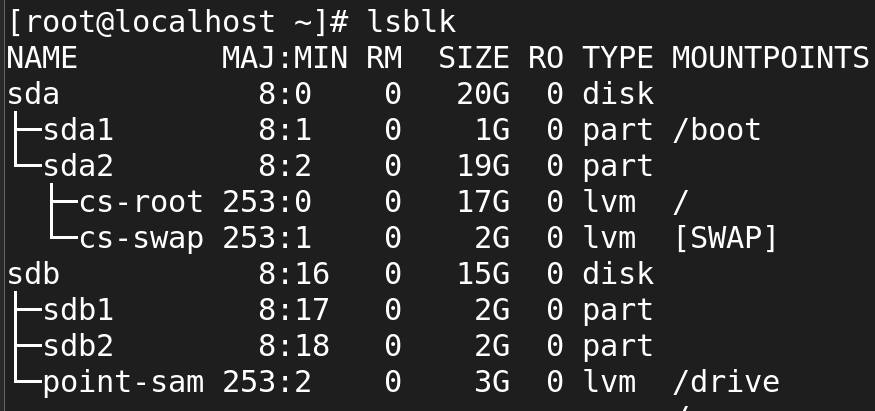 [root@localhost ~]# lsblk
NAME        MAJ:MIN RM  SIZE RO TYPE MOUNTPOINTS
sda           8:0    0   20G  0 disk
├─sda1        8:1    0    1G  0 part /boot
└─sda2        8:2    0   19G  0 part
  ├─cs-root 253:0    0   17G  0 lvm  /
  └─cs-swap 253:1    0    2G  0 lvm  [SWAP]
sdb           8:16   0   15G  0 disk
├─sdb1        8:17   0    2G  0 part
├─sdb2        8:18   0    2G  0 part
└─point-sam 253:2    0    3G  0 lvm  /drive